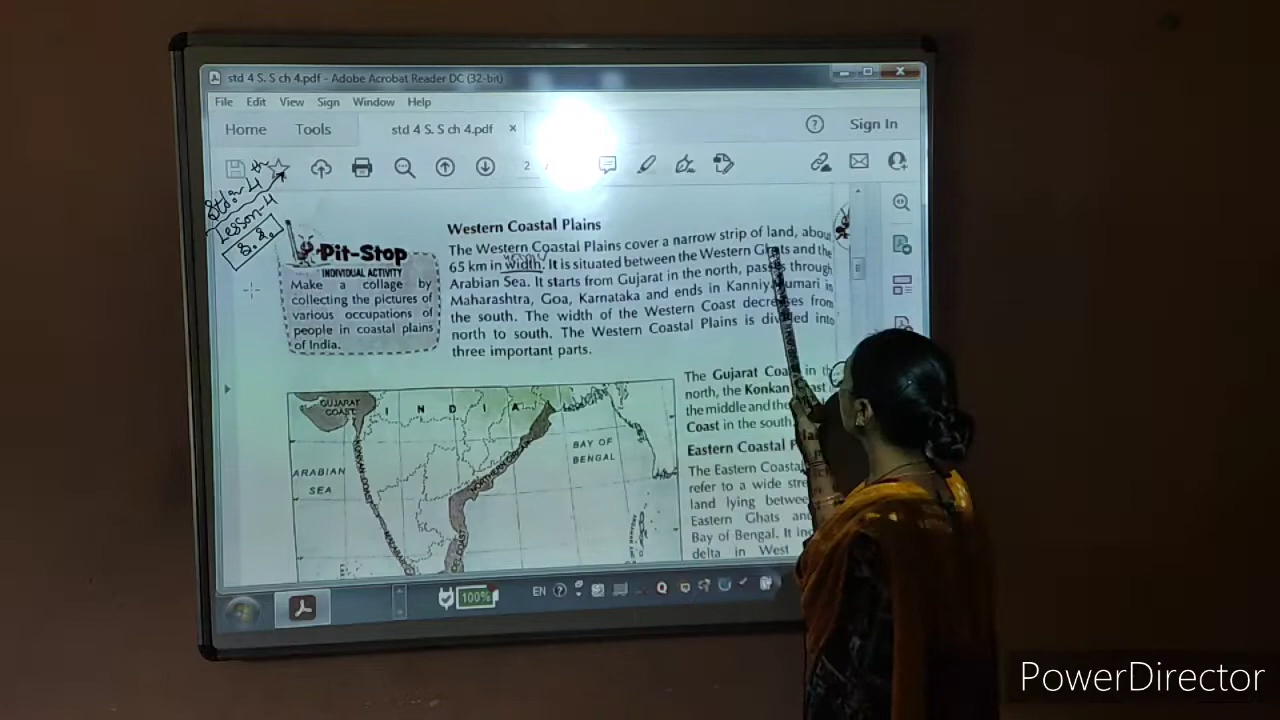 std 4 S. S ch 4.pdf - Adobe Acrobat Reader DC (32-bit)
File Edit View Sign Window Help
Home Tools std 4 S. S ch 4.pdf × Sign In
2
Std:- 4th
Lesson-4
S.S.
Pit-Stop
INDIVIDUAL ACTIVITY
Make a collage by
collecting the pictures of
various occupations of
people in coastal plains
of India.
Western Coastal Plains
The Western Coastal Plains cover a narrow strip of land, abou
65 km in width. It is situated between the Western Ghats and the
Arabian Sea. It starts from Gujarat in the north, passes through
Maharashtra, Goa, Karnataka and ends in Kanniyakumari in
the south. The width of the Western Coast decreases from
north to south. The Western Coastal Plains is divided into
three important parts.
GUJARAT
COAST
I N D I A
BAY OF
BENGAL
ARABIAN
SEA
KONKAN COAST
The Gujarat Coa in th
north, the Konkan
the middle and the
Coast in the south.
Eastern Coastal
The Eastern Coastal
refer to a wide stre
land lying betwee
Eastern Ghats an
Bay of Bengal. It in
delta in West
100% EN
PowerDirector